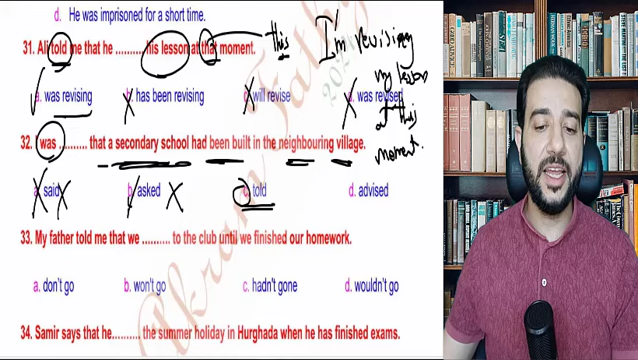 d. He was imprisoned for a short time.
31. Ali told me that he .......... his lesson at that moment.
this
I'm revising
my lesson
at this
moment.
a. was revising b. has been revising c. will revise d. was revised
32. I was .......... that a secondary school had been built in the neighbouring village.
a. said b. asked c. told d. advised
33. My father told me that we .......... to the club until we finished our homework.
a. don't go b. won't go c. hadn't gone d. wouldn't go
34. Samir says that he.......... the summer holiday in Hurghada when he has finished exams.
Akram Fathy